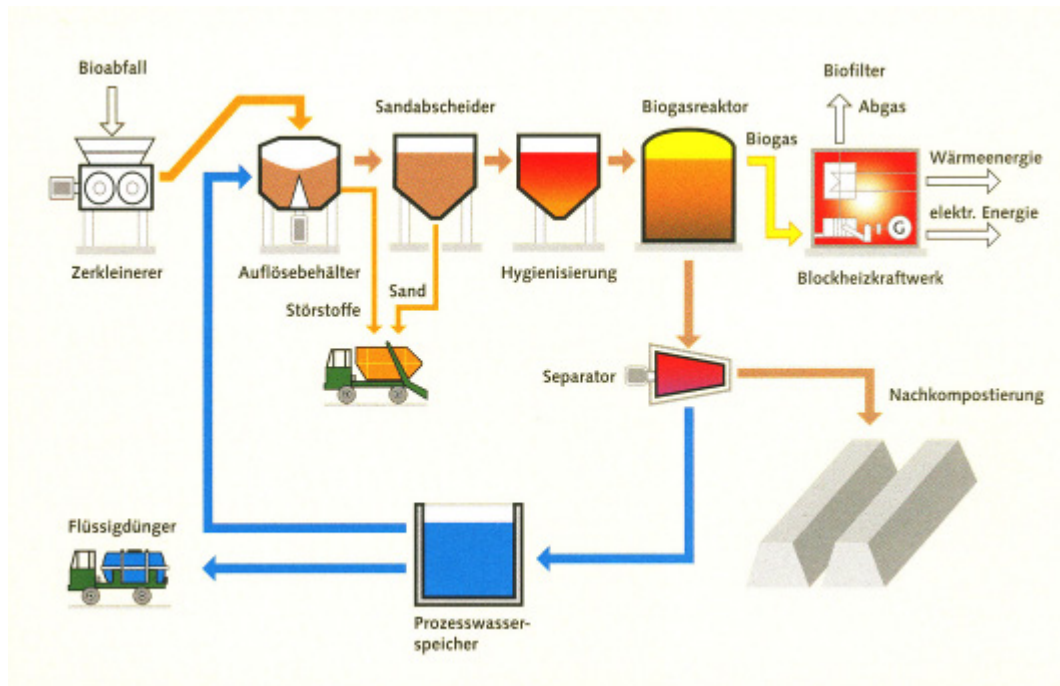 Bioabfall
Biofilter
Sandabscheider
Biogasreaktor
Abgas
Biogas
Wärmeenergie
elektr. Energie
G
Zerkleinerer
Auflösebehälter
Hygienisierung
Blockheizkraftwerk
Sand
Störstoffe
Separator
Nachkompostierung
Flüssigdünger
Prozesswasser-
speicher